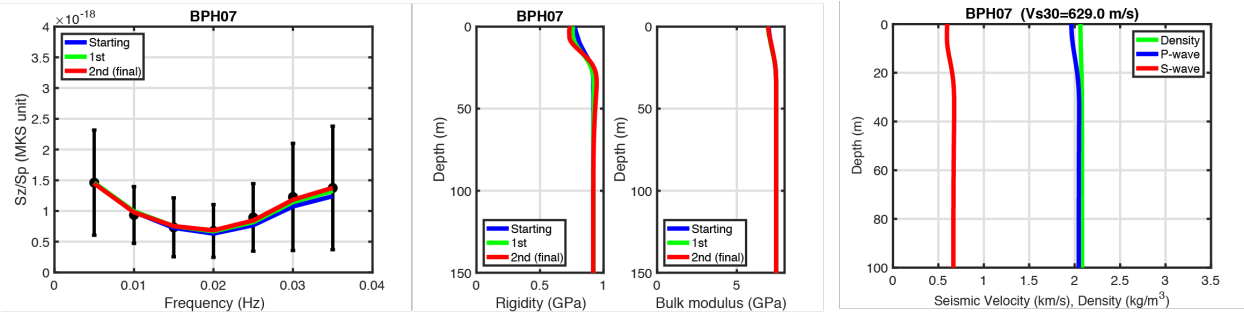 BPH07
×10⁻¹⁸
4
3.5
3
2.5
2
1.5
1
0.5
0
Starting
1st
2nd (final)
Sz/Sp (MKS unit)
0
0.01
0.02
0.03
0.04
Frequency (Hz)
BPH07
0
50
100
150
Depth (m)
Starting
1st
2nd (final)
0
0.5
1
Rigidity (GPa)
0
50
100
150
Depth (m)
Starting
1st
2nd (final)
0
5
Bulk modulus (GPa)
BPH07 (Vs30=629.0 m/s)
0
20
40
60
80
100
Depth (m)
Density
P-wave
S-wave
0
0.5
1
1.5
2
2.5
3
3.5
Seismic Velocity (km/s), Density (kg/m³)